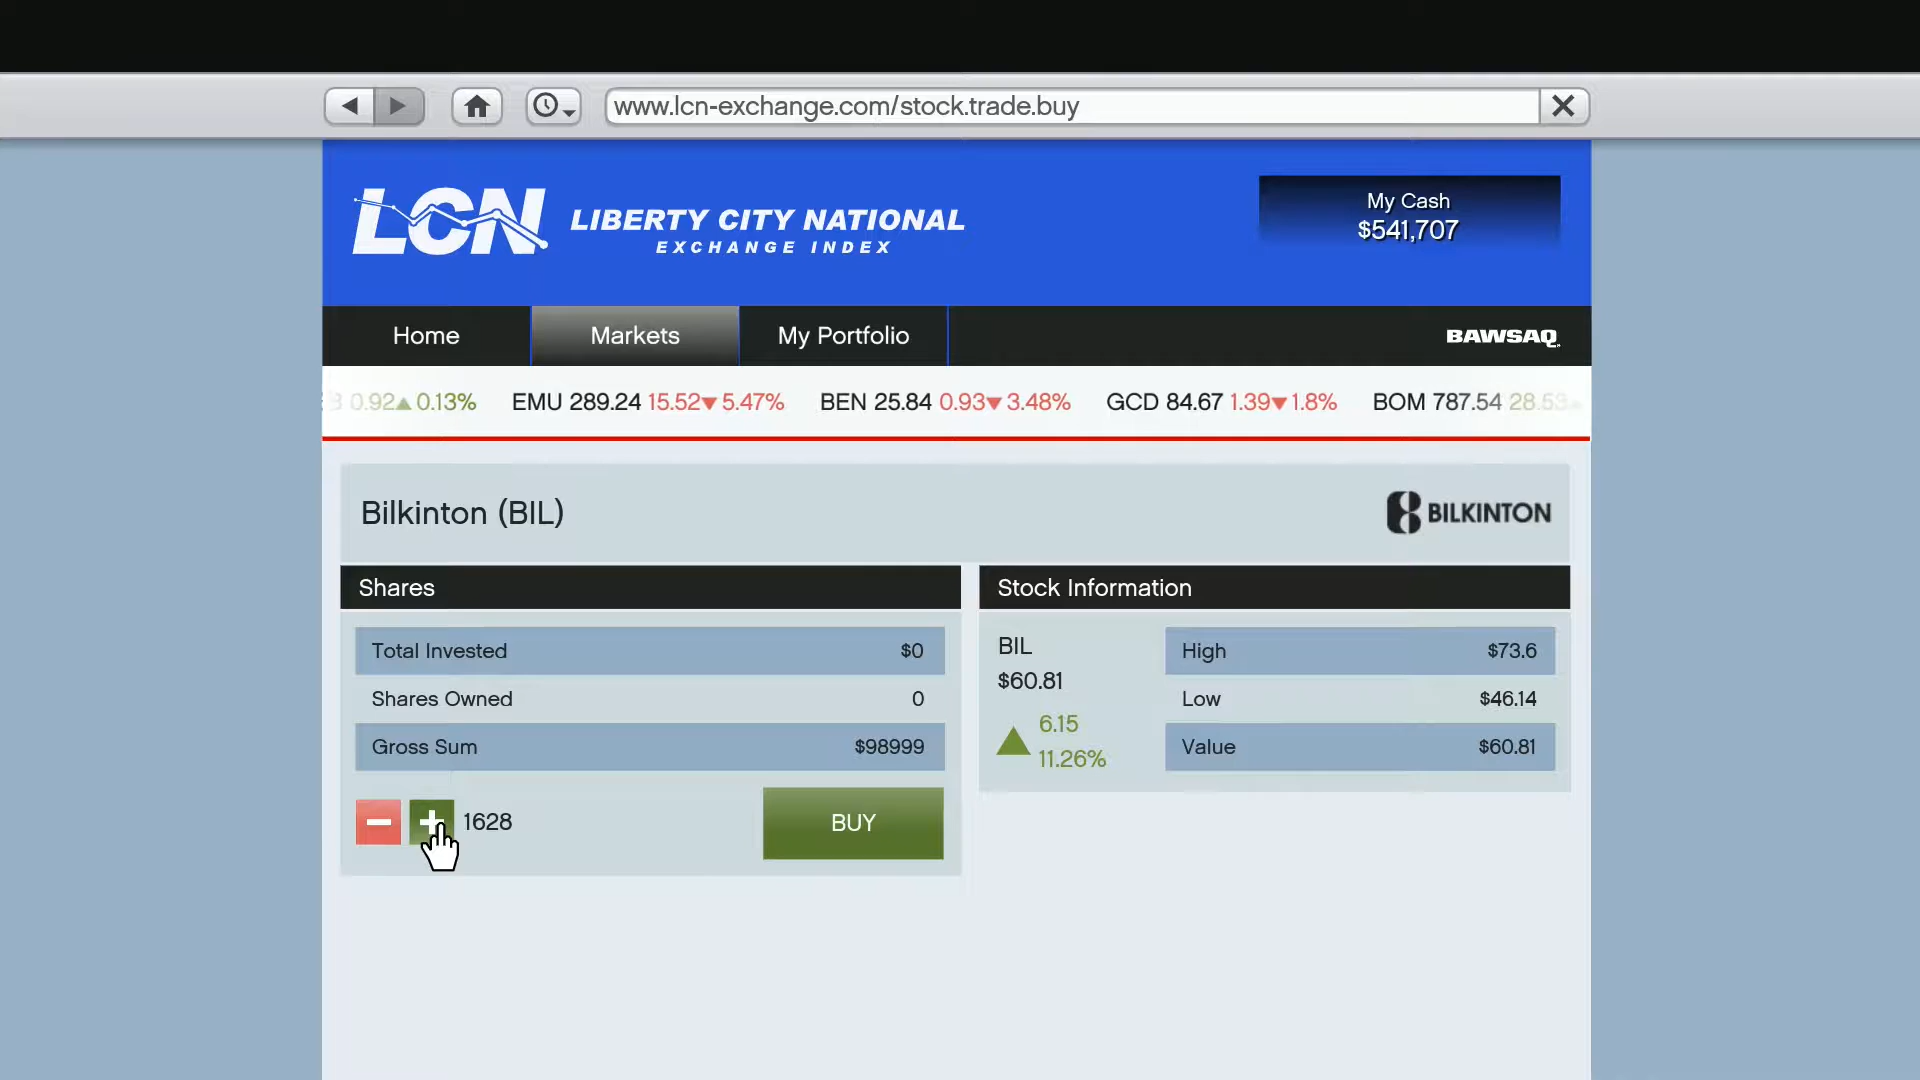 www.lcn-exchange.com/stock.trade.buy
LCN LIBERTY CITY NATIONAL
EXCHANGE INDEX
My Cash
$541,707
Home Markets My Portfolio BAWSAQ
0.92▲0.13% EMU 289.24 15.52▼5.47% BEN 25.84 0.93▼3.48% GCD 84.67 1.39▼1.8% BOM 787.54 28.53
Bilkinton (BIL) BILKINTON
Shares
Total Invested $0
Shares Owned 0
Gross Sum $98999
1628 BUY
Stock Information
BIL
$60.81
6.15
11.26%
High $73.6
Low $46.14
Value $60.81